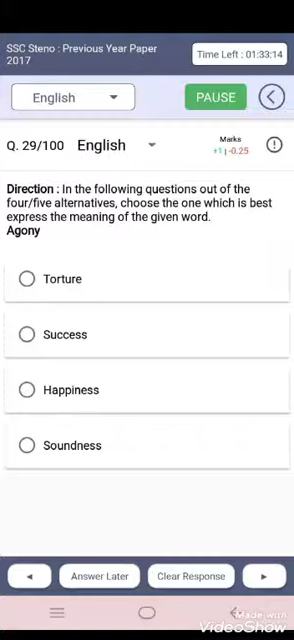 SSC Steno : Previous Year Paper
2017
Time Left : 01:33:14
English
PAUSE
Q. 29/100
English
Marks
+1 | -0.25
Direction : In the following questions out of the
four/five alternatives, choose the one which is best
express the meaning of the given word.
Agony
Torture
Success
Happiness
Soundness
Answer Later
Clear Response
Made with
VideoShow